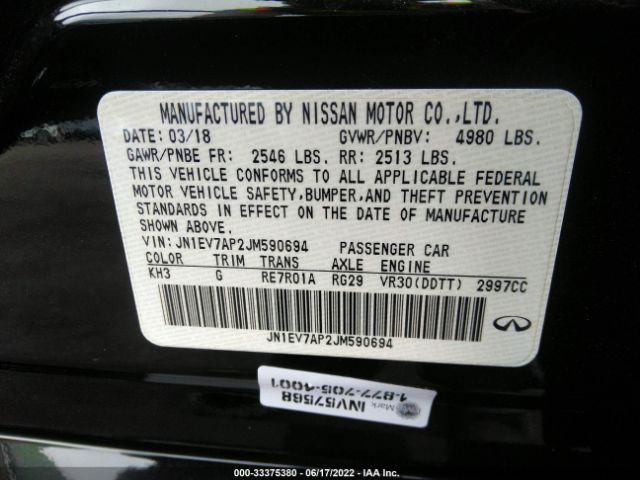 MANUFACTURED BY NISSAN MOTOR CO.,LTD.
DATE: 03/18 GVWR/PNBV: 4980 LBS.
GAWR/PNBE FR: 2546 LBS. RR: 2513 LBS.
THIS VEHICLE CONFORMS TO ALL APPLICABLE FEDERAL
MOTOR VEHICLE SAFETY,BUMPER,AND THEFT PREVENTION
STANDARDS IN EFFECT ON THE DATE OF MANUFACTURE
SHOWN ABOVE.
VIN:JN1EV7AP2JM590694 PASSENGER CAR
COLOR TRIM TRANS AXLE ENGINE
KH3 G RE7R01A RG29 VR30(DDTT) 2997CC
JN1EV7AP2JM590694
INFINITI
1-877-705-4001
Mark
INV57568
000-33375380 - 06/17/2022 - IAA Inc.